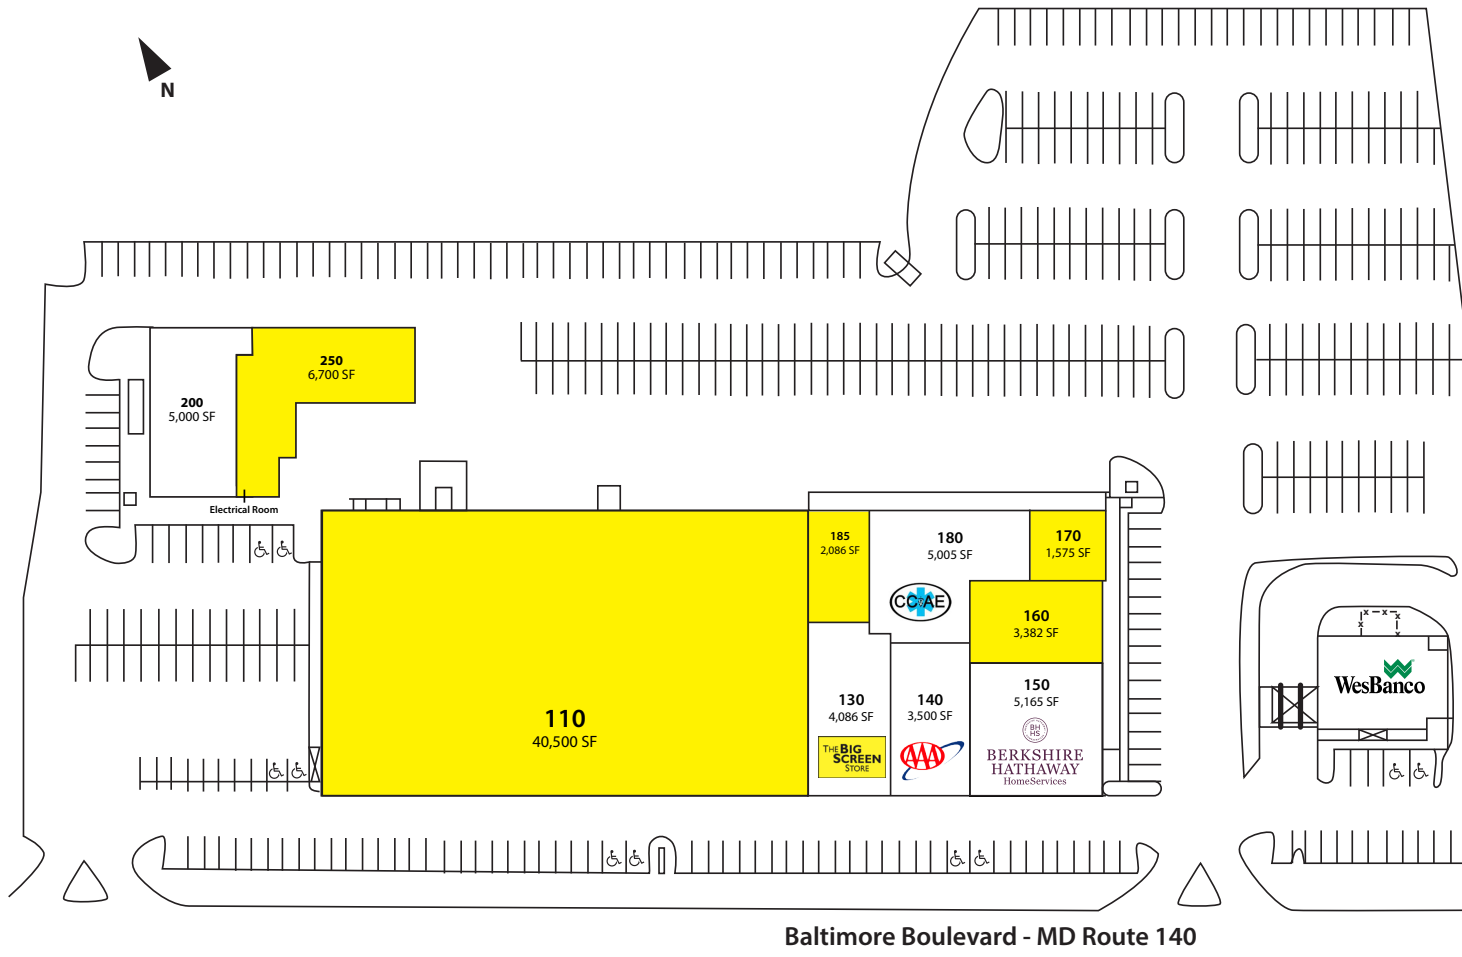 N
250
6,700 SF
200
5,000 SF
Electrical Room
185
2,086 SF
180
5,005 SF
170
1,575 SF
CC AE
160
3,382 SF
WesBanco
110
40,500 SF
130
4,086 SF
THE BIG
SCREEN
STORE
140
3,500 SF
AAA
150
5,165 SF
BH
HS
BERKSHIRE
HATHAWAY
HomeServices
Baltimore Boulevard - MD Route 140